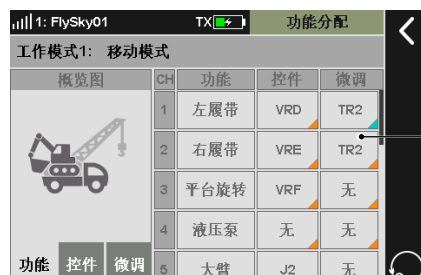 1: FlySky01 TX 功能分配
工作模式1: 移动模式
概览图 CH 功能 控件 微调
1 左履带 VRD TR2
2 右履带 VRE TR2
3 平台旋转 VRF 无
4 液压泵 无 无
5 大臂 J2 无
功能 控件 微调